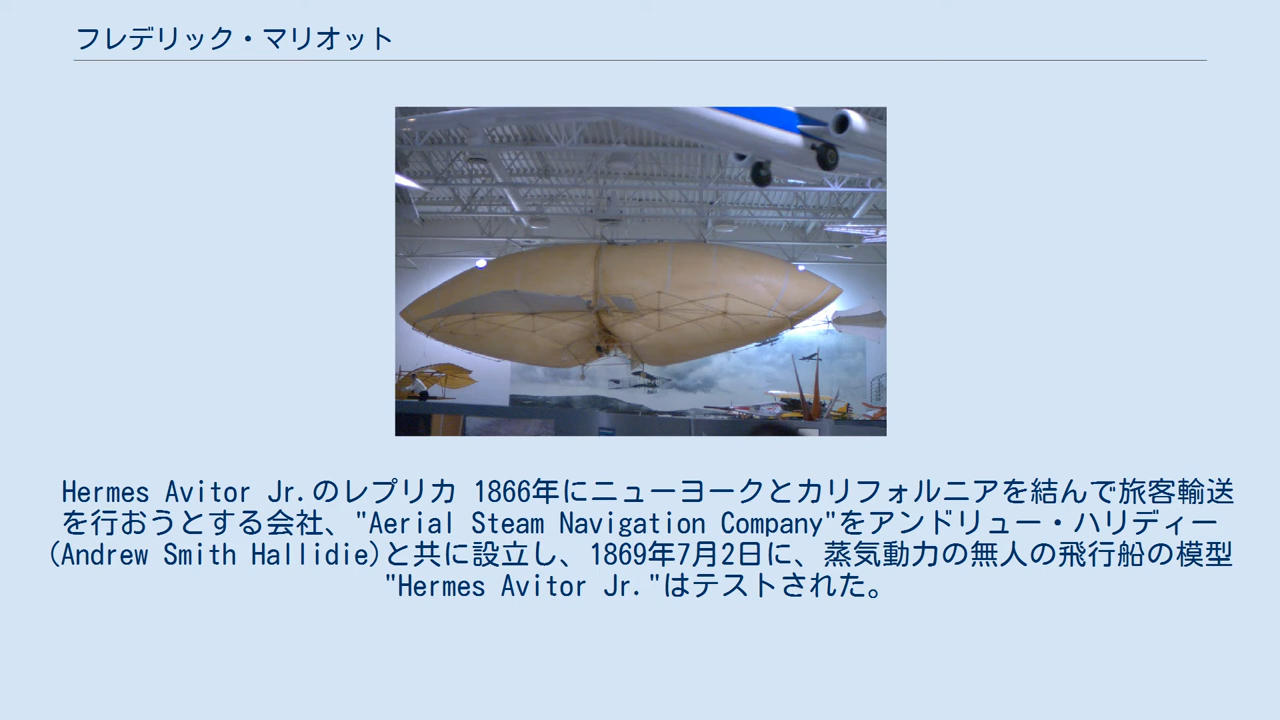 フレデリック・マリオット
Hermes Avitor Jr.のレプリカ 1866年にニューヨークとカリフォルニアを結んで旅客輸送
を行おうとする会社、"Aerial Steam Navigation Company"をアンドリュー・ハリディー
(Andrew Smith Hallidie)と共に設立し、1869年7月2日に、蒸気動力の無人の飛行船の模型
"Hermes Avitor Jr."はテストされた。